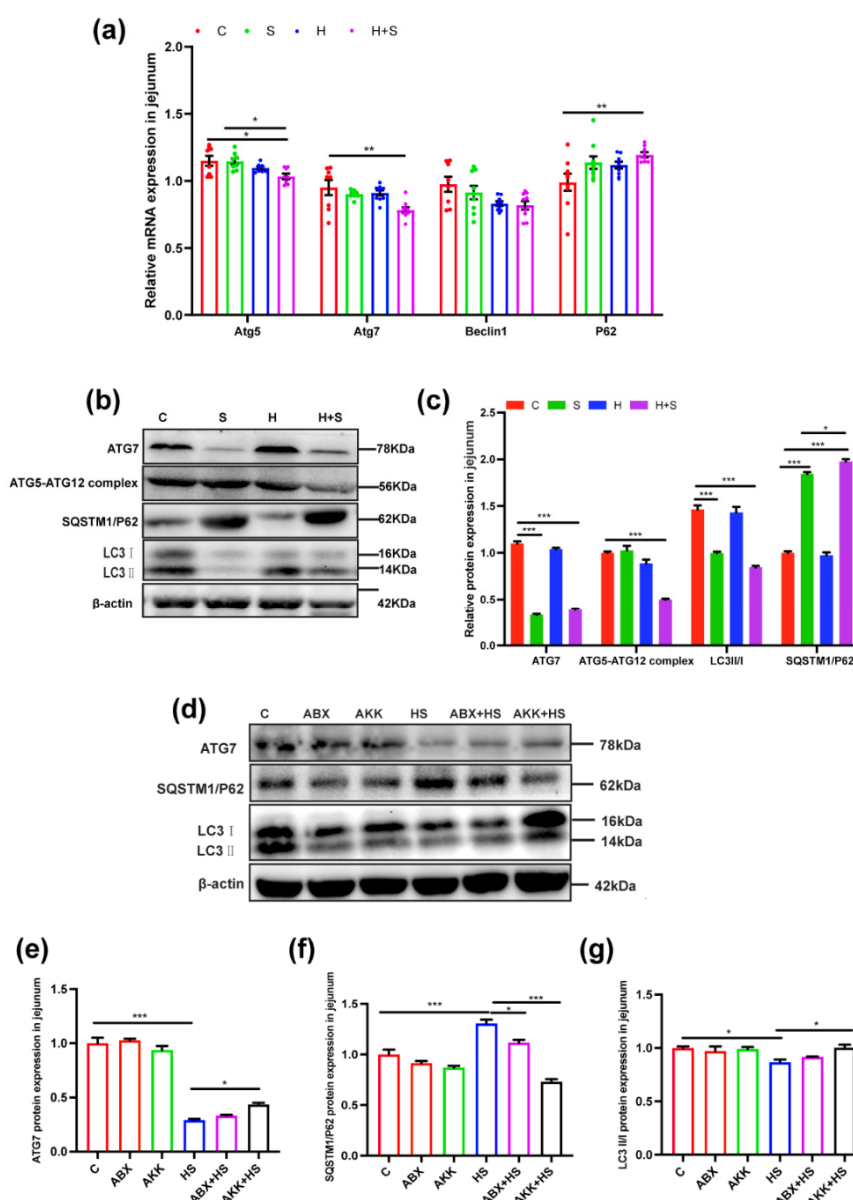 (a)
C S H H+S
Relative mRNA expression in jejunum
2.0
1.5
1.0
0.5
0.0
* * ** **
Atg5 Atg7 Beclin1 P62
(b)
C S H H+S
ATG7 78KDa
ATG5-ATG12 complex 56KDa
SQSTM1/P62 62KDa
LC3 Ⅰ 16KDa
LC3 Ⅱ 14KDa
β-actin 42KDa
(c)
C
S
H
H+S
Relative protein expression in jejunum
2.5
2.0
1.5
1.0
0.5
0.0
*** *** *** *** *** *** *** *
ATG7 ATG5-ATG12 complex LC3II/I SQSTM1/P62
(d)
C ABX AKK HS ABX+HS AKK+HS
ATG7 78kDa
SQSTM1/P62 62kDa
LC3 Ⅰ 16kDa
LC3 Ⅱ 14kDa
β-actin 42kDa
(e)
ATG7 protein expression in jejunum
1.5
1.0
0.5
0.0
*** *
C ABX AKK HS ABX+HS AKK+HS
(f)
SQSTM1/P62 protein expression in jejunum
1.5
1.0
0.5
0.0
*** * ***
C ABX AKK HS ABX+HS AKK+HS
(g)
LC3 II/I protein expression in jejunum
1.5
1.0
0.5
0.0
* *
C ABX AKK HS ABX+HS AKK+HS